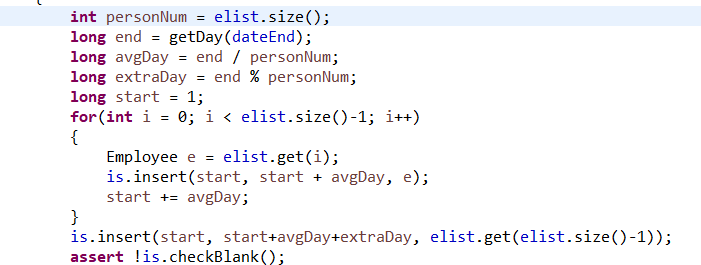 {
int personNum = elist.size();
long end = getDay(dateEnd);
long avgDay = end / personNum;
long extraDay = end % personNum;
long start = 1;
for(int i = 0; i < elist.size()-1; i++)
{
Employee e = elist.get(i);
is.insert(start, start + avgDay, e);
start += avgDay;
}
is.insert(start, start+avgDay+extraDay, elist.get(elist.size()-1));
assert !is.checkBlank();